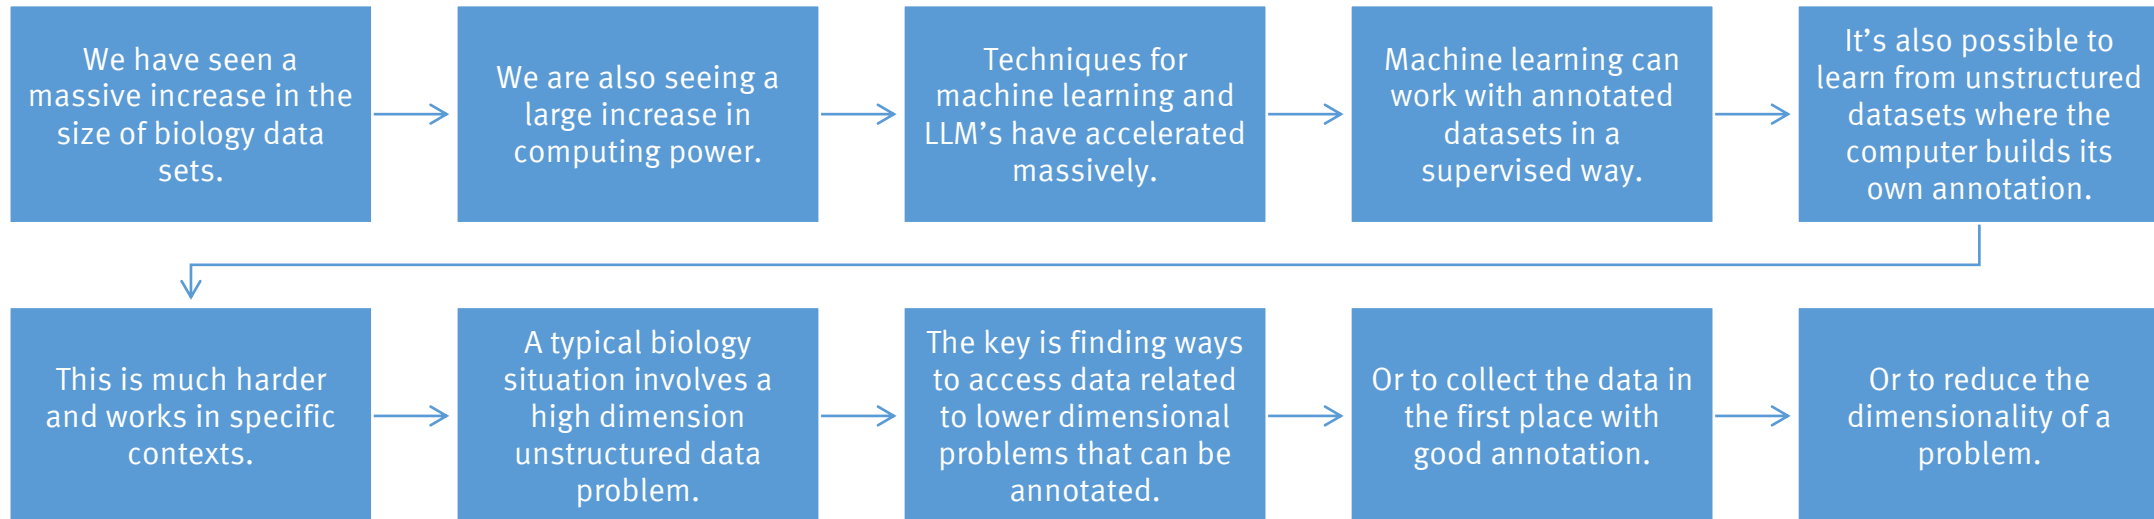 We have seen a
massive increase in the
size of biology data
sets.
We are also seeing a
large increase in
computing power.
Techniques for
machine learning and
LLM’s have accelerated
massively.
Machine learning can
work with annotated
datasets in a
supervised way.
It’s also possible to
learn from unstructured
datasets where the
computer builds its
own annotation.
This is much harder
and works in specific
contexts.
A typical biology
situation involves a
high dimension
unstructured data
problem.
The key is finding ways
to access data related
to lower dimensional
problems that can be
annotated.
Or to collect the data in
the first place with
good annotation.
Or to reduce the
dimensionality of a
problem.